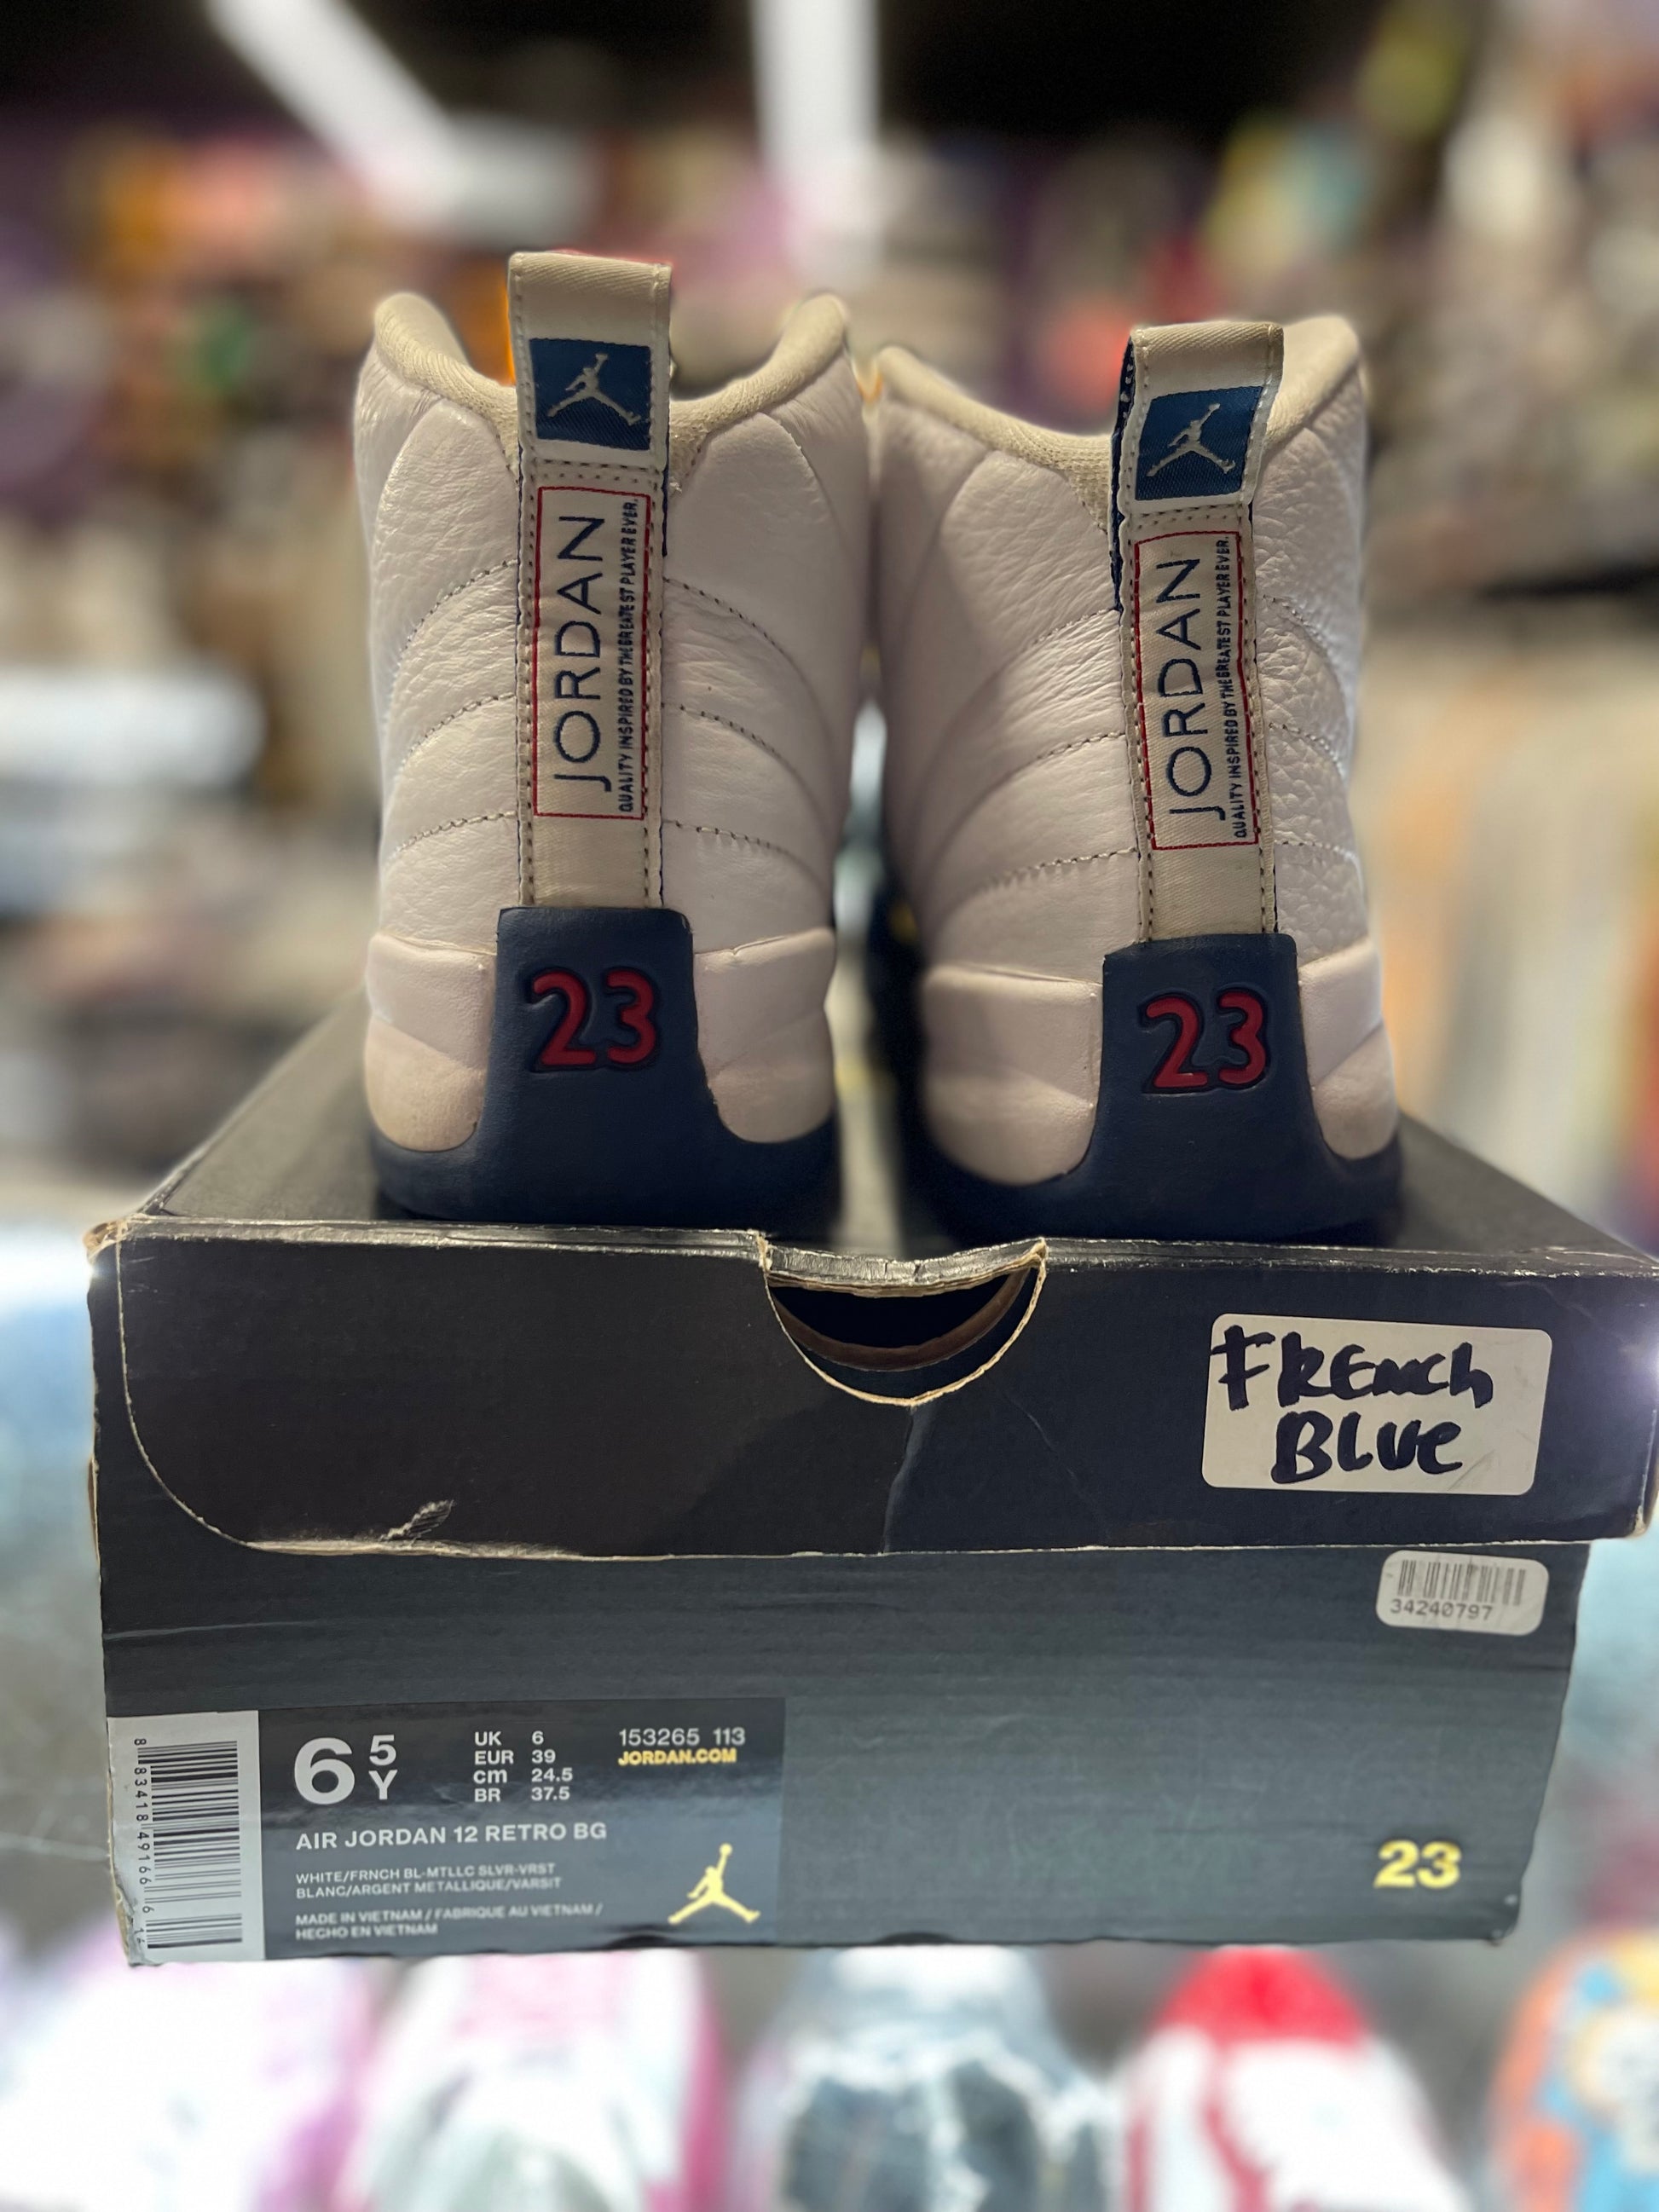 JORDAN
QUALITY INSPIRED BY THE GREATEST PLAYER EVER.
JORDAN
QUALITY INSPIRED BY THE GREATEST PLAYER EVER.
23
23
FRENCH
BLUE
34240797
6 5Y
UK 6
EUR 39
cm 24.5
BR 37.5
153265 113
JORDAN.COM
AIR JORDAN 12 RETRO BG
WHITE/FRNCH BL-MTLLC SLVR-VRST
BLANC/ARGENT METALLIQUE/VARSIT
MADE IN VIETNAM / FABRIQUE AU VIETNAM /
HECHO EN VIETNAM
23